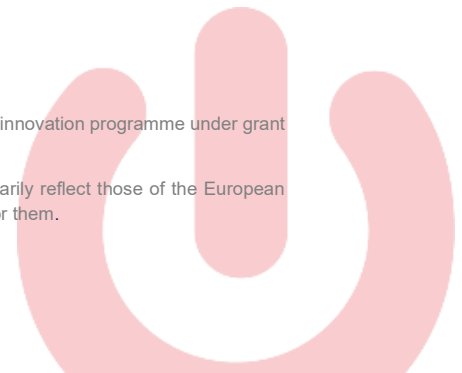 innovation programme under grant
arily reflect those of the European
r them.